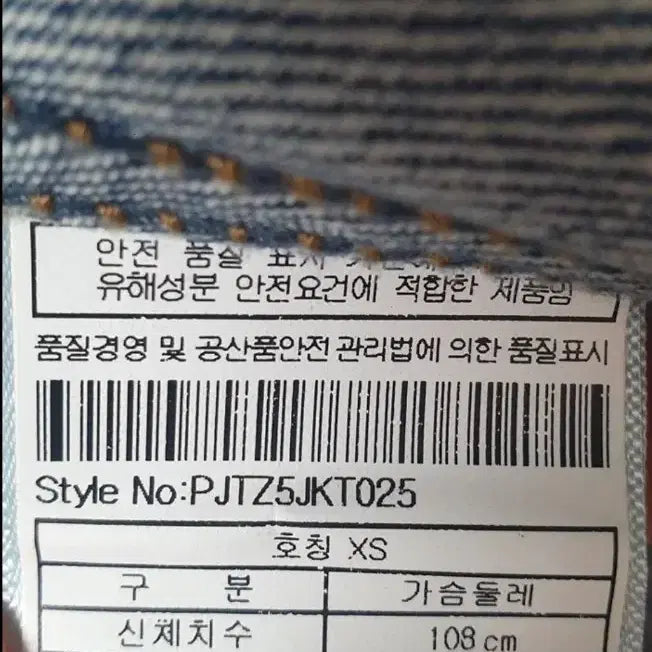 안전 품질 표시
유해성분 안전요건에 적합한 제품임
품질경영 및 공산품안전 관리법에 의한 품질표시
Style No:PJTZ5JKT025
호칭 XS
구 분 가슴둘레
신체치수 108 cm